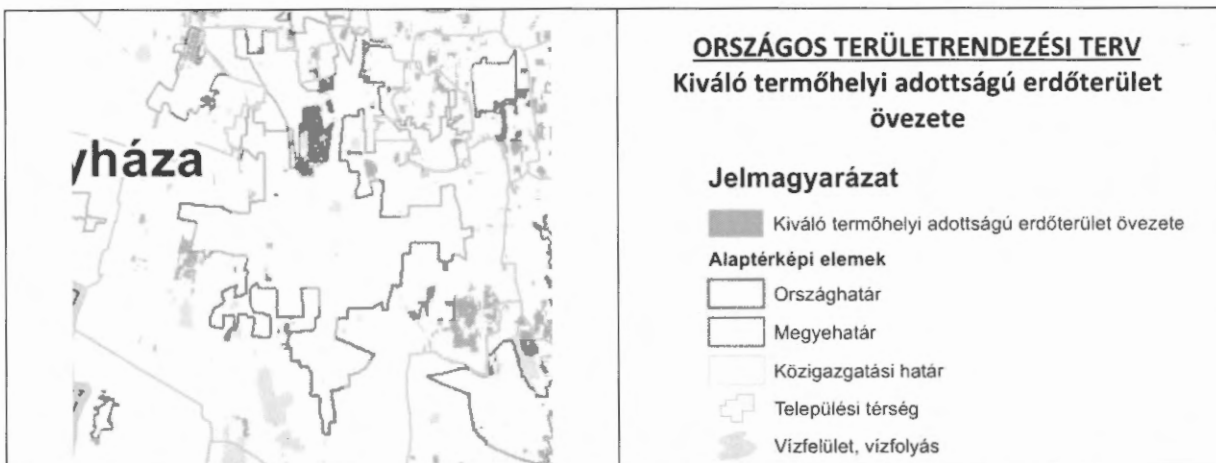 yháza
ORSZÁGOS TERÜLETRENDEZÉSI TERV
Kiváló termőhelyi adottságú erdőterület
övezete
Jelmagyarázat
Kiváló termőhelyi adottságú erdőterület övezete
Alaptérképi elemek
Országhatár
Megyehatár
Közigazgatási határ
Települési térség
Vízfelület, vízfolyás